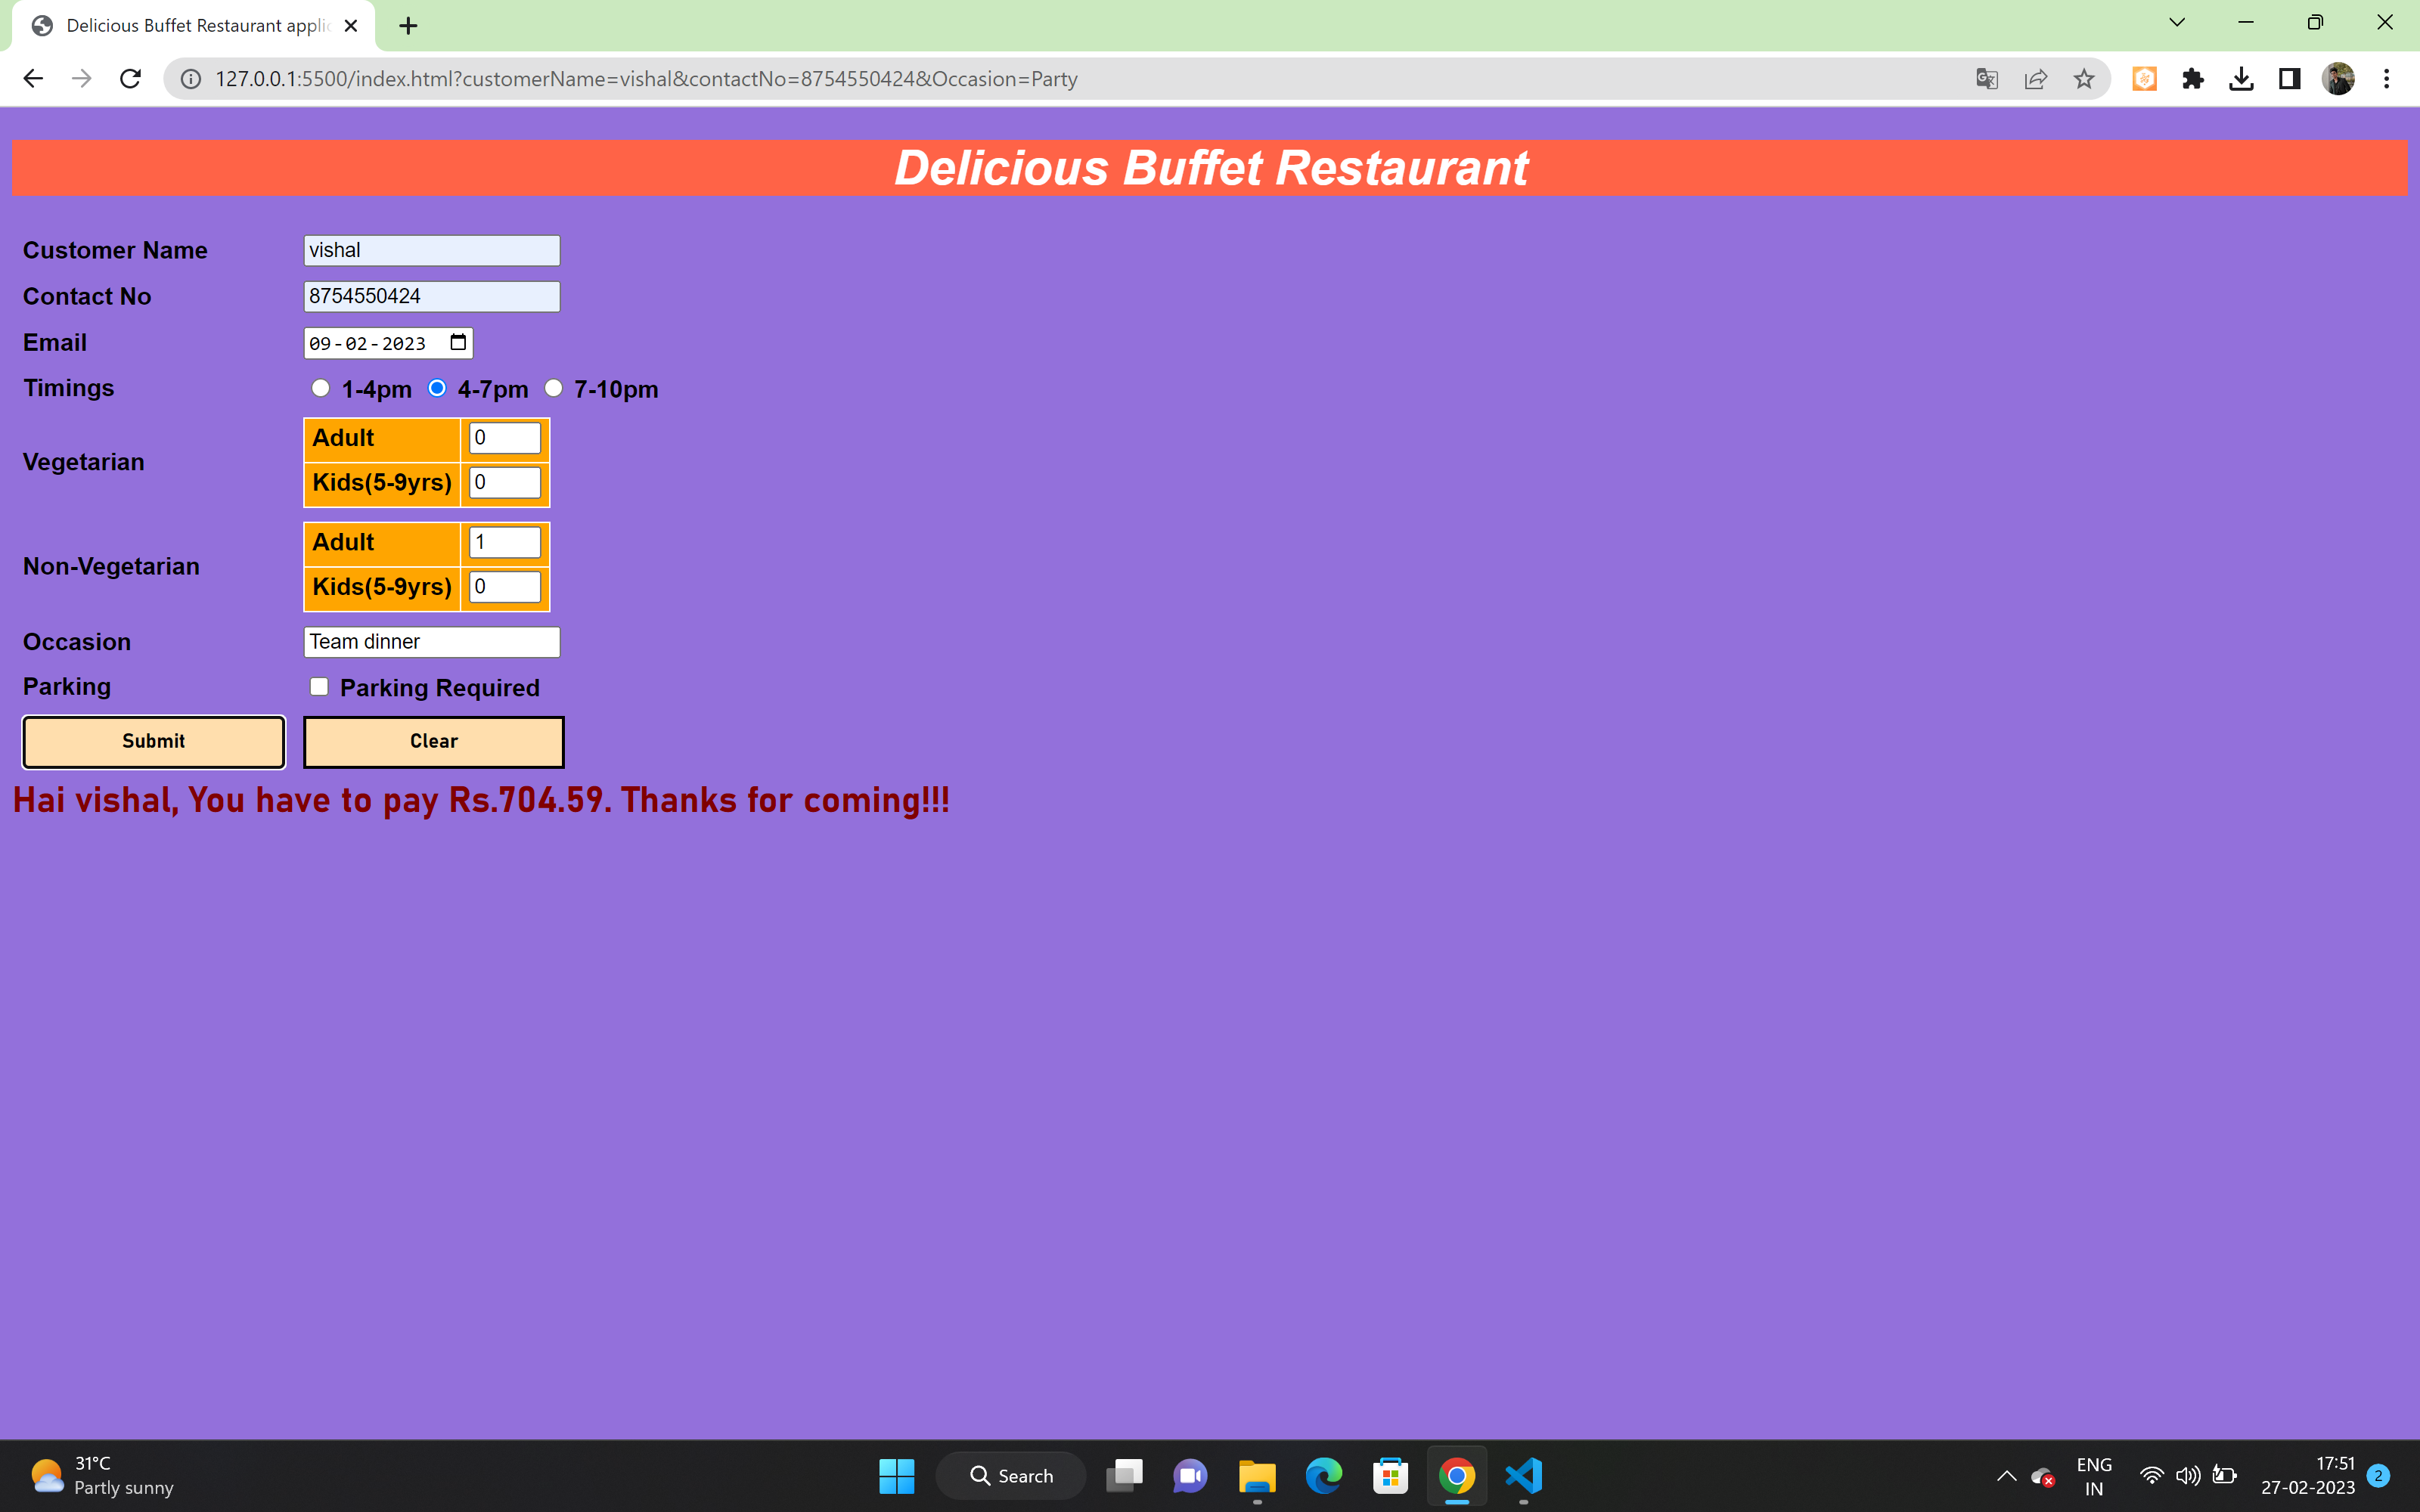 Delicious Buffet Restaurant applic
127.0.0.1:5500/index.html?customerName=vishal&contactNo=8754550424&Occasion=Party
Delicious Buffet Restaurant
Customer Name vishal
Contact No 8754550424
Email 09-02-2023
Timings 1-4pm 4-7pm 7-10pm
Vegetarian
Adult 0
Kids(5-9yrs) 0
Non-Vegetarian
Adult 1
Kids(5-9yrs) 0
Occasion Team dinner
Parking Parking Required
Submit Clear
Hai vishal, You have to pay Rs.704.59. Thanks for coming!!!
31°C
Partly sunny
Search
ENG
IN
17:51
27-02-2023
2